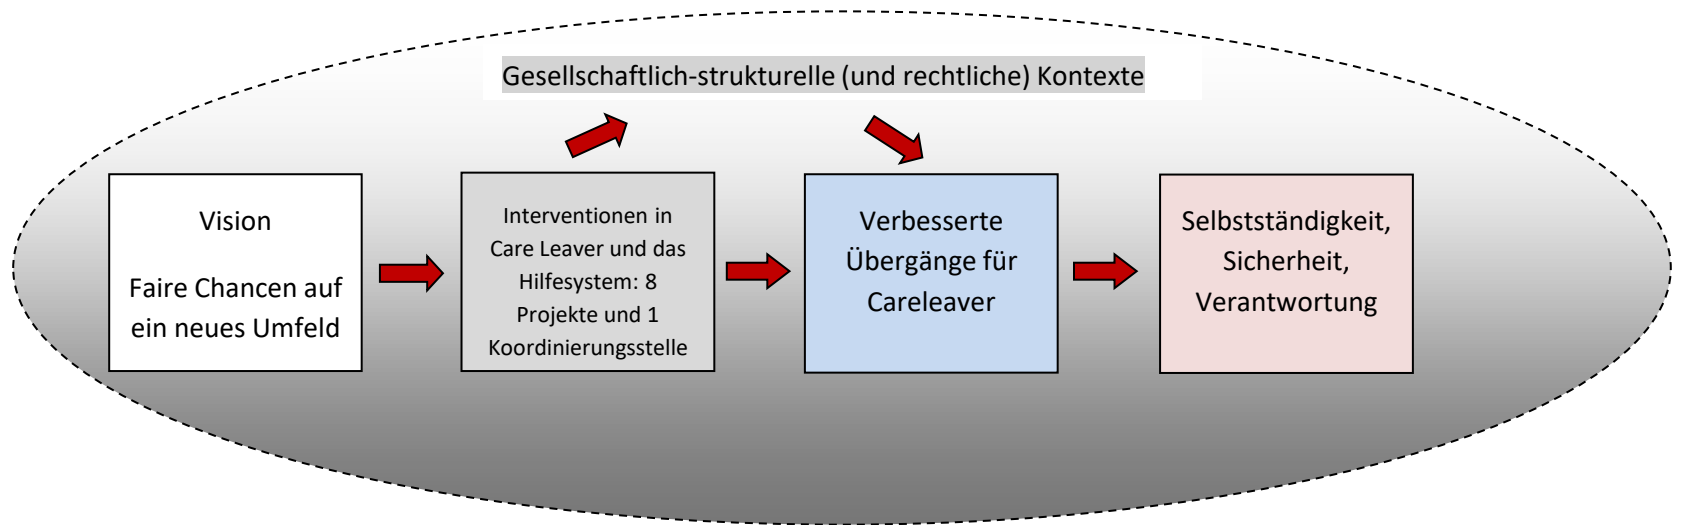 Gesellschaftlich-strukturelle (und rechtliche) Kontexte
Vision
Faire Chancen auf
ein neues Umfeld
Interventionen in
Care Leaver und das
Hilfesystem: 8
Projekte und 1
Koordinierungsstelle
Verbesserte
Übergänge für
Careleaver
Selbstständigkeit,
Sicherheit,
Verantwortung